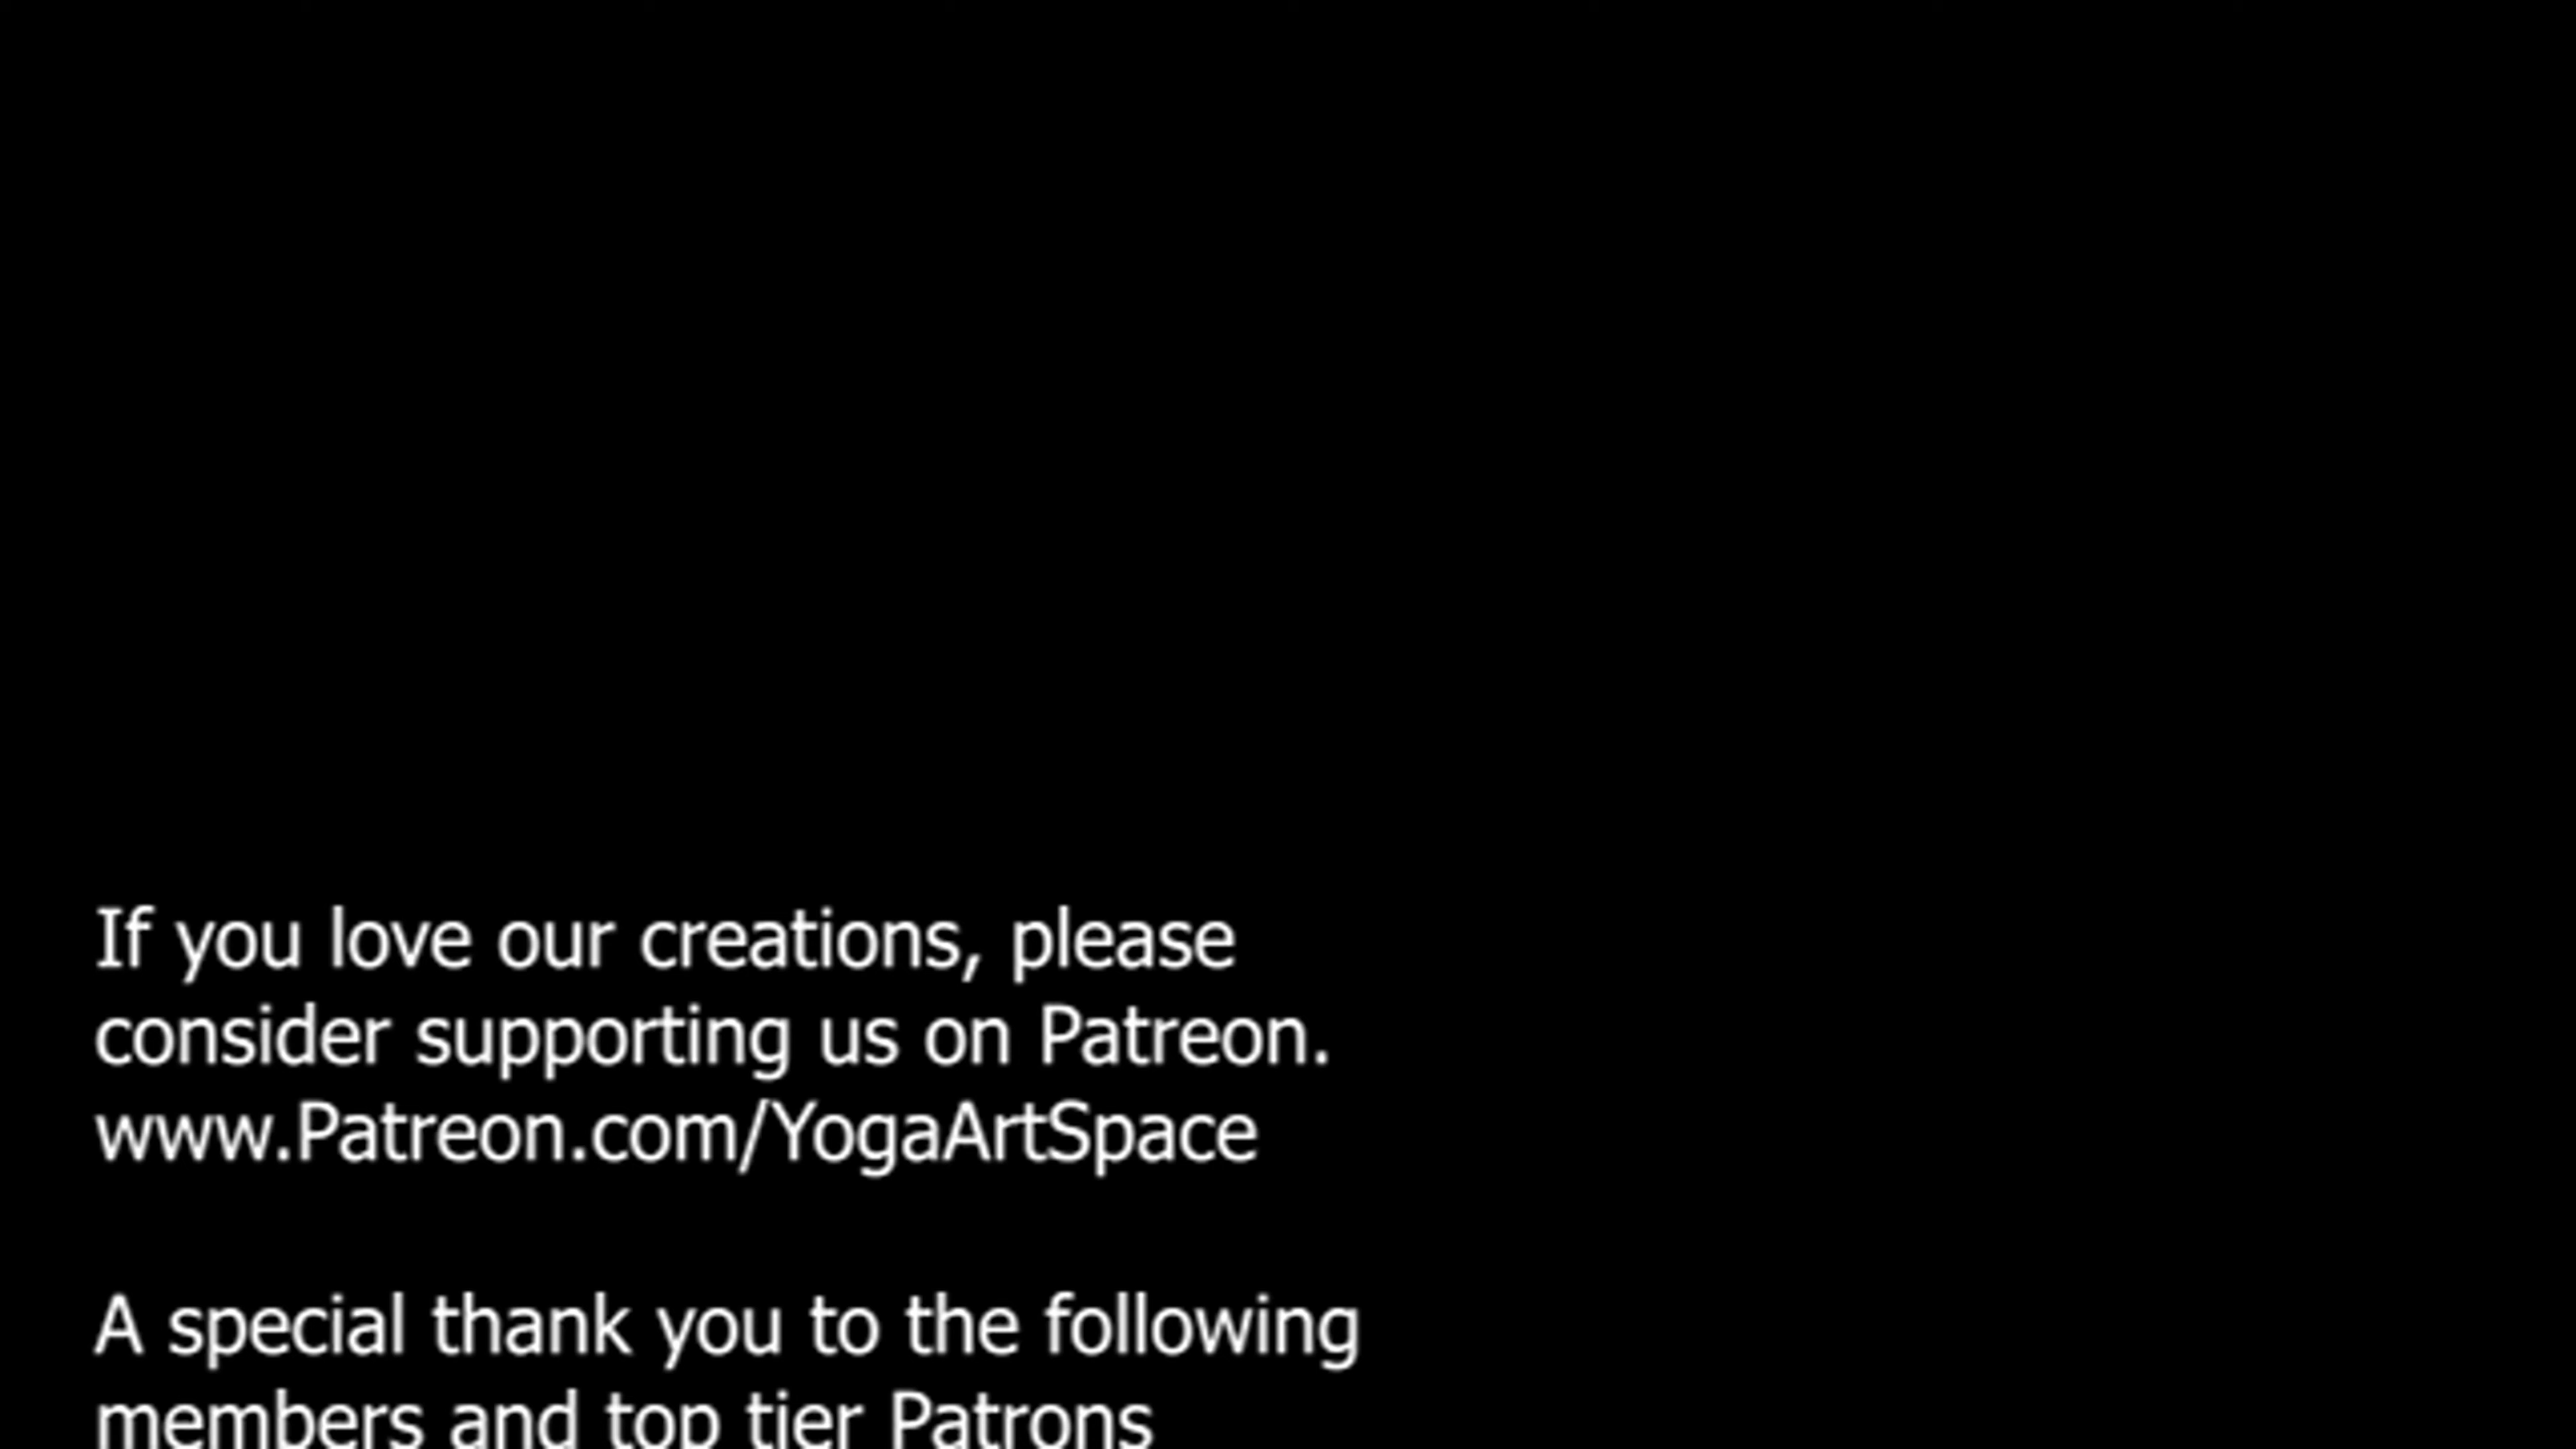 If you love our creations, please
consider supporting us on Patreon.
www.Patreon.com/YogaArtSpace
A special thank you to the following
members and top tier Patrons